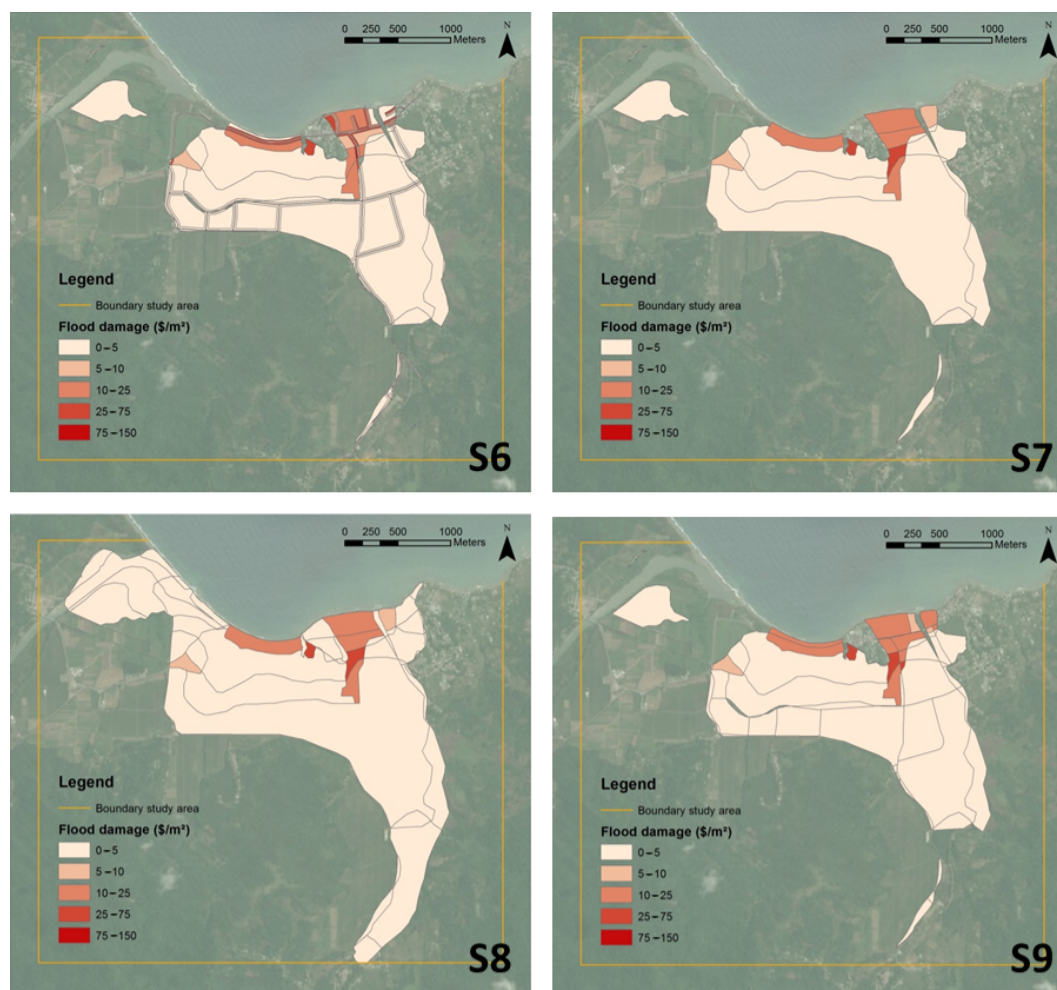 0 250 500 1000
Meters
N
Legend
Boundary study area
Flood damage ($/m²)
0–5
5–10
10–25
25–75
75–150
S6
0 250 500 1000
Meters
N
Legend
Boundary study area
Flood damage ($/m²)
0–5
5–10
10–25
25–75
75–150
S7
0 250 500 1000
Meters
N
Legend
Boundary study area
Flood damage ($/m²)
0–5
5–10
10–25
25–75
75–150
S8
0 250 500 1000
Meters
N
Legend
Boundary study area
Flood damage ($/m²)
0–5
5–10
10–25
25–75
75–150
S9